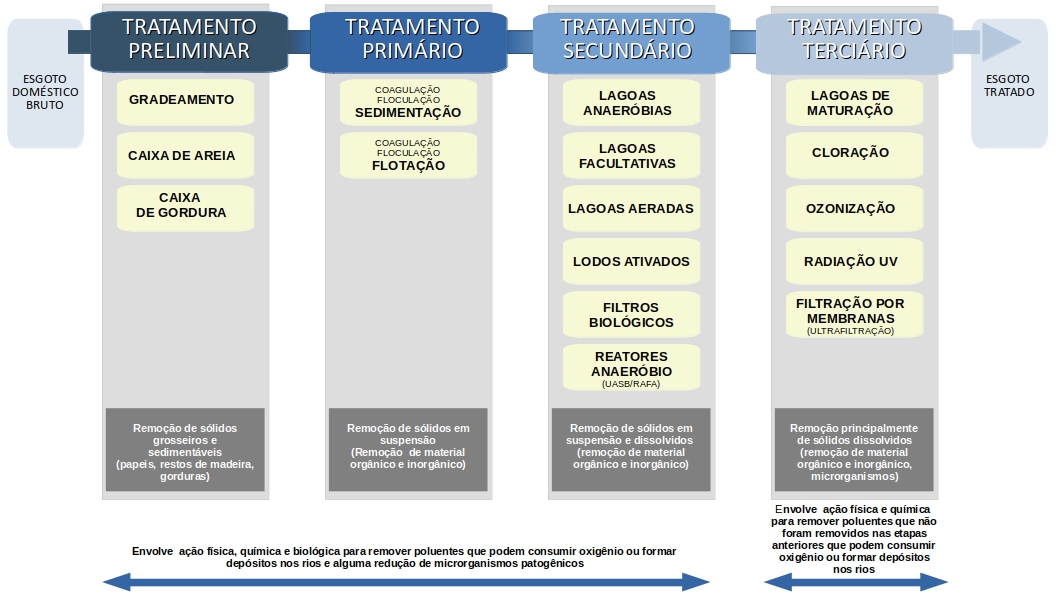 ESGOTO
DOMÉSTICO
BRUTO
TRATAMENTO
PRELIMINAR
GRADEAMENTO
CAIXA DE AREIA
CAIXA
DE GORDURA
Remoção de sólidos
grosseiros e
sedimentáveis
(papeis, restos de madeira,
gorduras)
TRATAMENTO
PRIMÁRIO
COAGULAÇÃO
FLOCULAÇÃO
SEDIMENTAÇÃO
COAGULAÇÃO
FLOCULAÇÃO
FLOTAÇÃO
Remoção de sólidos em
suspensão
(Remoção de material
orgânico e inorgânico)
TRATAMENTO
SECUNDÁRIO
LAGOAS
ANAERÓBIAS
LAGOAS
FACULTATIVAS
LAGOAS AERADAS
LODOS ATIVADOS
FILTROS
BIOLÓGICOS
REATORES
ANAERÓBIO
(UASB/RAFA)
Remoção de sólidos em
suspensão e dissolvidos
(remoção de material
orgânico e inorgânico)
TRATAMENTO
TERCIÁRIO
LAGOAS DE
MATURAÇÃO
CLORAÇÃO
OZONIZAÇÃO
RADIAÇÃO UV
FILTRAÇÃO POR
MEMBRANAS
(ULTRAFILTRAÇÃO)
Remoção principalmente
de sólidos dissolvidos
(remoção de material
orgânico e inorgânico,
microrganismos)
ESGOTO
TRATADO
Envolve ação física, química e biológica para remover poluentes que podem consumir oxigênio ou formar
depósitos nos rios e alguma redução de microrganismos patogênicos
Envolve ação física e química
para remover poluentes que não
foram removidos nas etapas
anteriores que podem consumir
oxigênio ou formar depósitos
nos rios